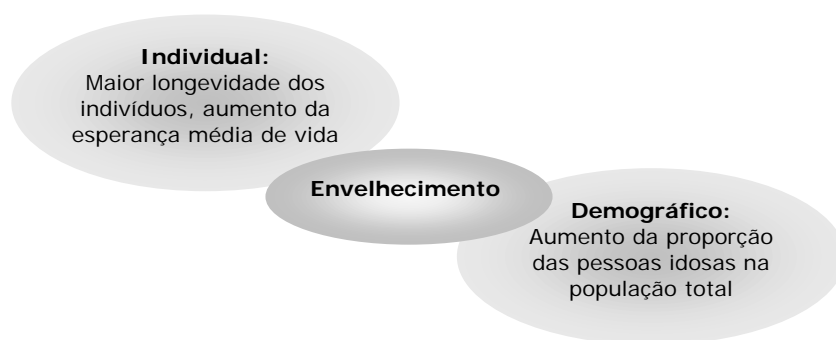 Individual:
Maior longevidade dos
indivíduos, aumento da
esperança média de vida
Envelhecimento
Demográfico:
Aumento da proporção
das pessoas idosas na
população total